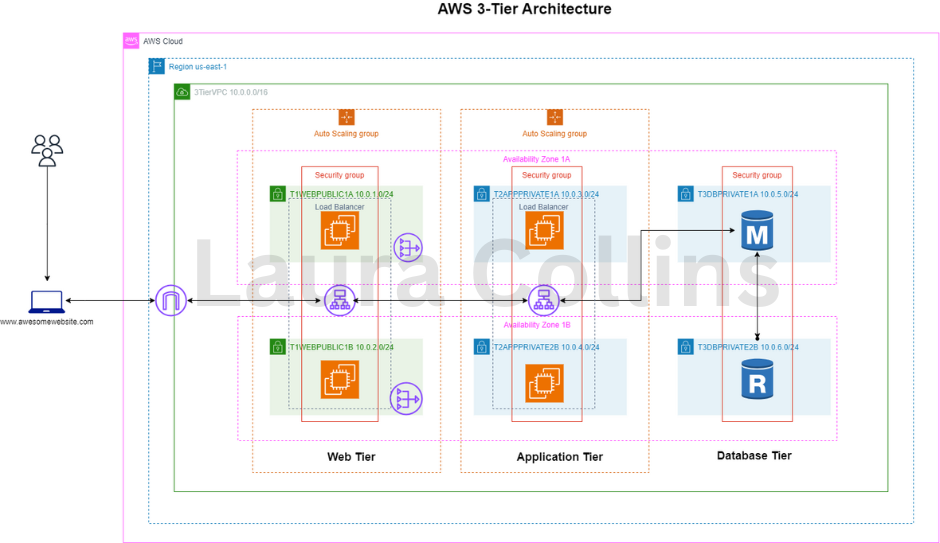 AWS 3-Tier Architecture
aws
AWS Cloud
Region us-east-1
3TierVPC 10.0.0.0/16
Auto Scaling group
Auto Scaling group
Availability Zone 1A
Security group
Security group
Security group
T1WEBPUBLIC1A 10.0.1.0/24
T2APPPRIVATE1A 10.0.3.0/24
T3DBPRIVATE1A 10.0.5.0/24
Load Balancer
Load Balancer
M
Laura Collins
www.awesomewebsite.com
Availability Zone 1B
T1WEBPUBLIC1B 10.0.2.0/24
T2APPPRIVATE2B 10.0.4.0/24
T3DBPRIVATE2B 10.0.6.0/24
R
Web Tier
Application Tier
Database Tier